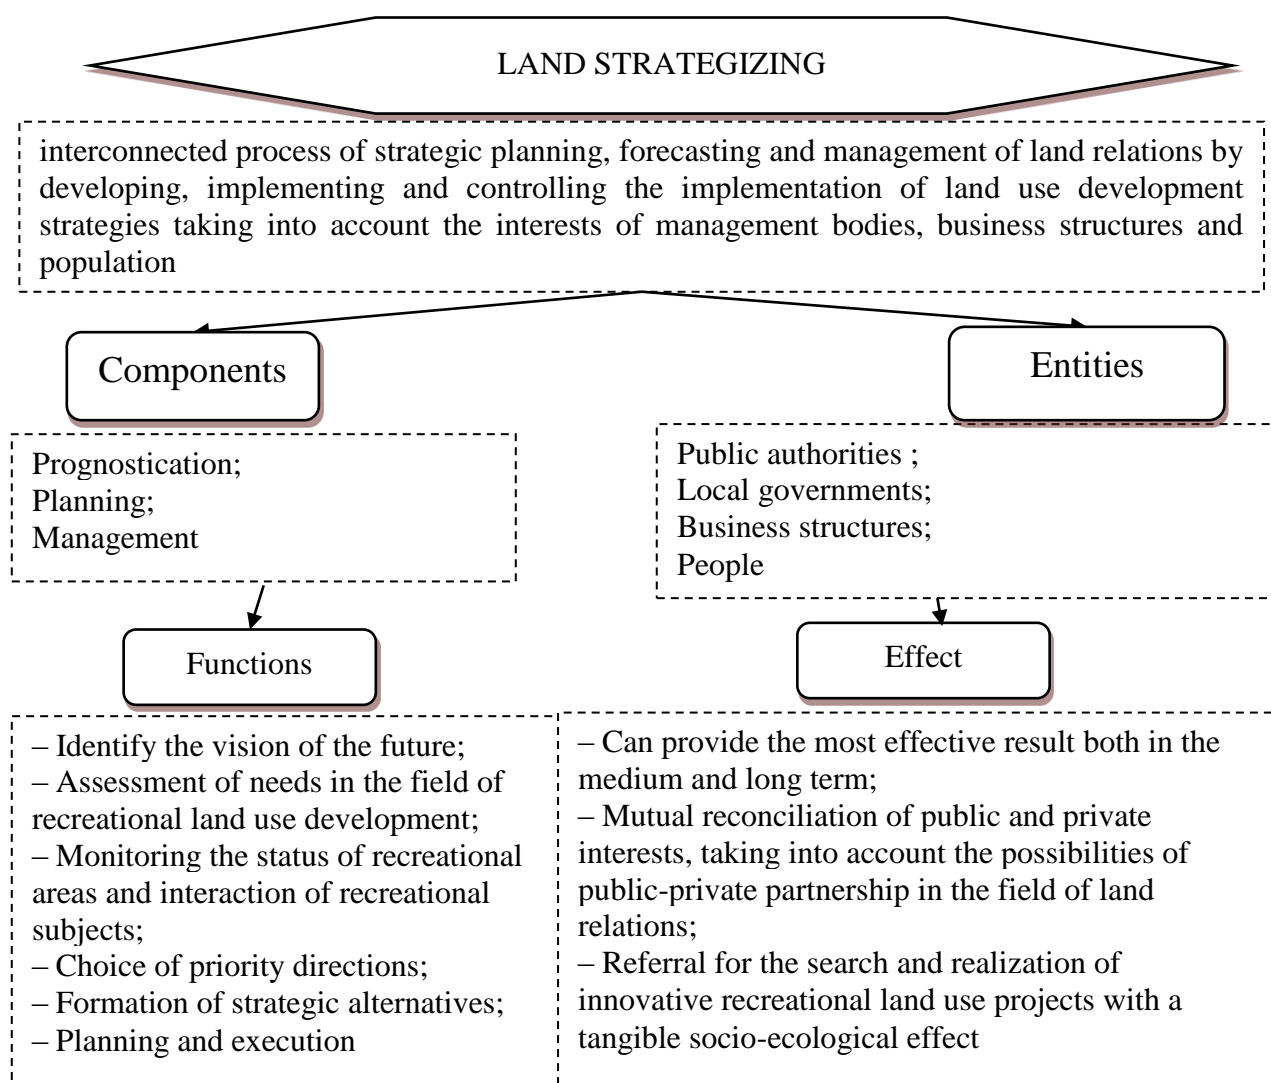 LAND STRATEGIZING
interconnected process of strategic planning, forecasting and management of land relations by
developing, implementing and controlling the implementation of land use development
strategies taking into account the interests of management bodies, business structures and
population
Components
Entities
Prognostication;
Planning;
Management
Public authorities ;
Local governments;
Business structures;
People
Functions
Effect
– Identify the vision of the future;
– Assessment of needs in the field of
recreational land use development;
– Monitoring the status of recreational
areas and interaction of recreational
subjects;
– Choice of priority directions;
– Formation of strategic alternatives;
– Planning and execution
– Can provide the most effective result both in the
medium and long term;
– Mutual reconciliation of public and private
interests, taking into account the possibilities of
public-private partnership in the field of land
relations;
– Referral for the search and realization of
innovative recreational land use projects with a
tangible socio-ecological effect